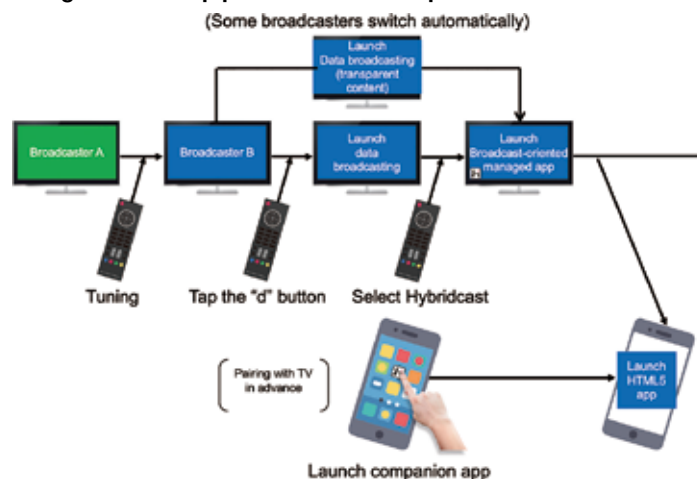 (Some broadcasters switch automatically)
Launch
Data broadcasting
(transparent
content)
Broadcaster A
Broadcaster B
Launch
data
broadcasting
Launch
Broadcast-oriented
managed app
Tuning
Tap the "d" button
Select Hybridcast
Pairing with TV
in advance
Launch
HTML5
app
Launch companion app